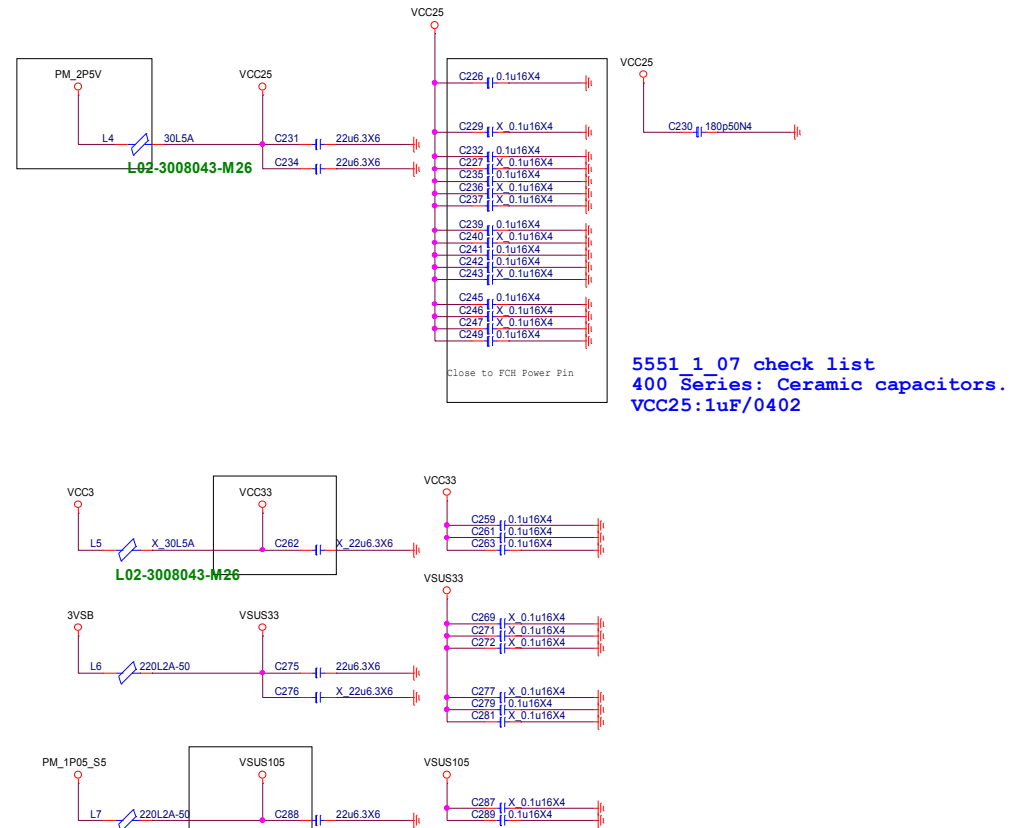 VCC25
PM_2P5V
VCC25
L4
30L5A
L02-3008043-M26
C231
22u6.3X6
C234
22u6.3X6
C226
0.1u16X4
C229
X_0.1u16X4
C232
0.1u16X4
C227
X_0.1u16X4
C235
0.1u16X4
C236
X_0.1u16X4
C237
X_0.1u16X4
C239
0.1u16X4
C240
X_0.1u16X4
C241
0.1u16X4
C242
0.1u16X4
C243
X_0.1u16X4
C245
0.1u16X4
C246
X_0.1u16X4
C247
X_0.1u16X4
C249
0.1u16X4
Close to FCH Power Pin
VCC25
C230
180p50N4
5551_1_07 check list
400 Series: Ceramic capacitors.
VCC25:1uF/0402
VCC3
VCC33
L5
X_30L5A
L02-3008043-M26
C262
X_22u6.3X6
VCC33
C259
0.1u16X4
C261
0.1u16X4
C263
0.1u16X4
3VSB
VSUS33
L6
220L2A-50
C275
22u6.3X6
C276
X_22u6.3X6
VSUS33
C269
X_0.1u16X4
C271
X_0.1u16X4
C272
X_0.1u16X4
C277
X_0.1u16X4
C279
0.1u16X4
C281
X_0.1u16X4
PM_1P05_S5
VSUS105
L7
220L2A-50
C288
22u6.3X6
VSUS105
C287
X_0.1u16X4
C289
0.1u16X4